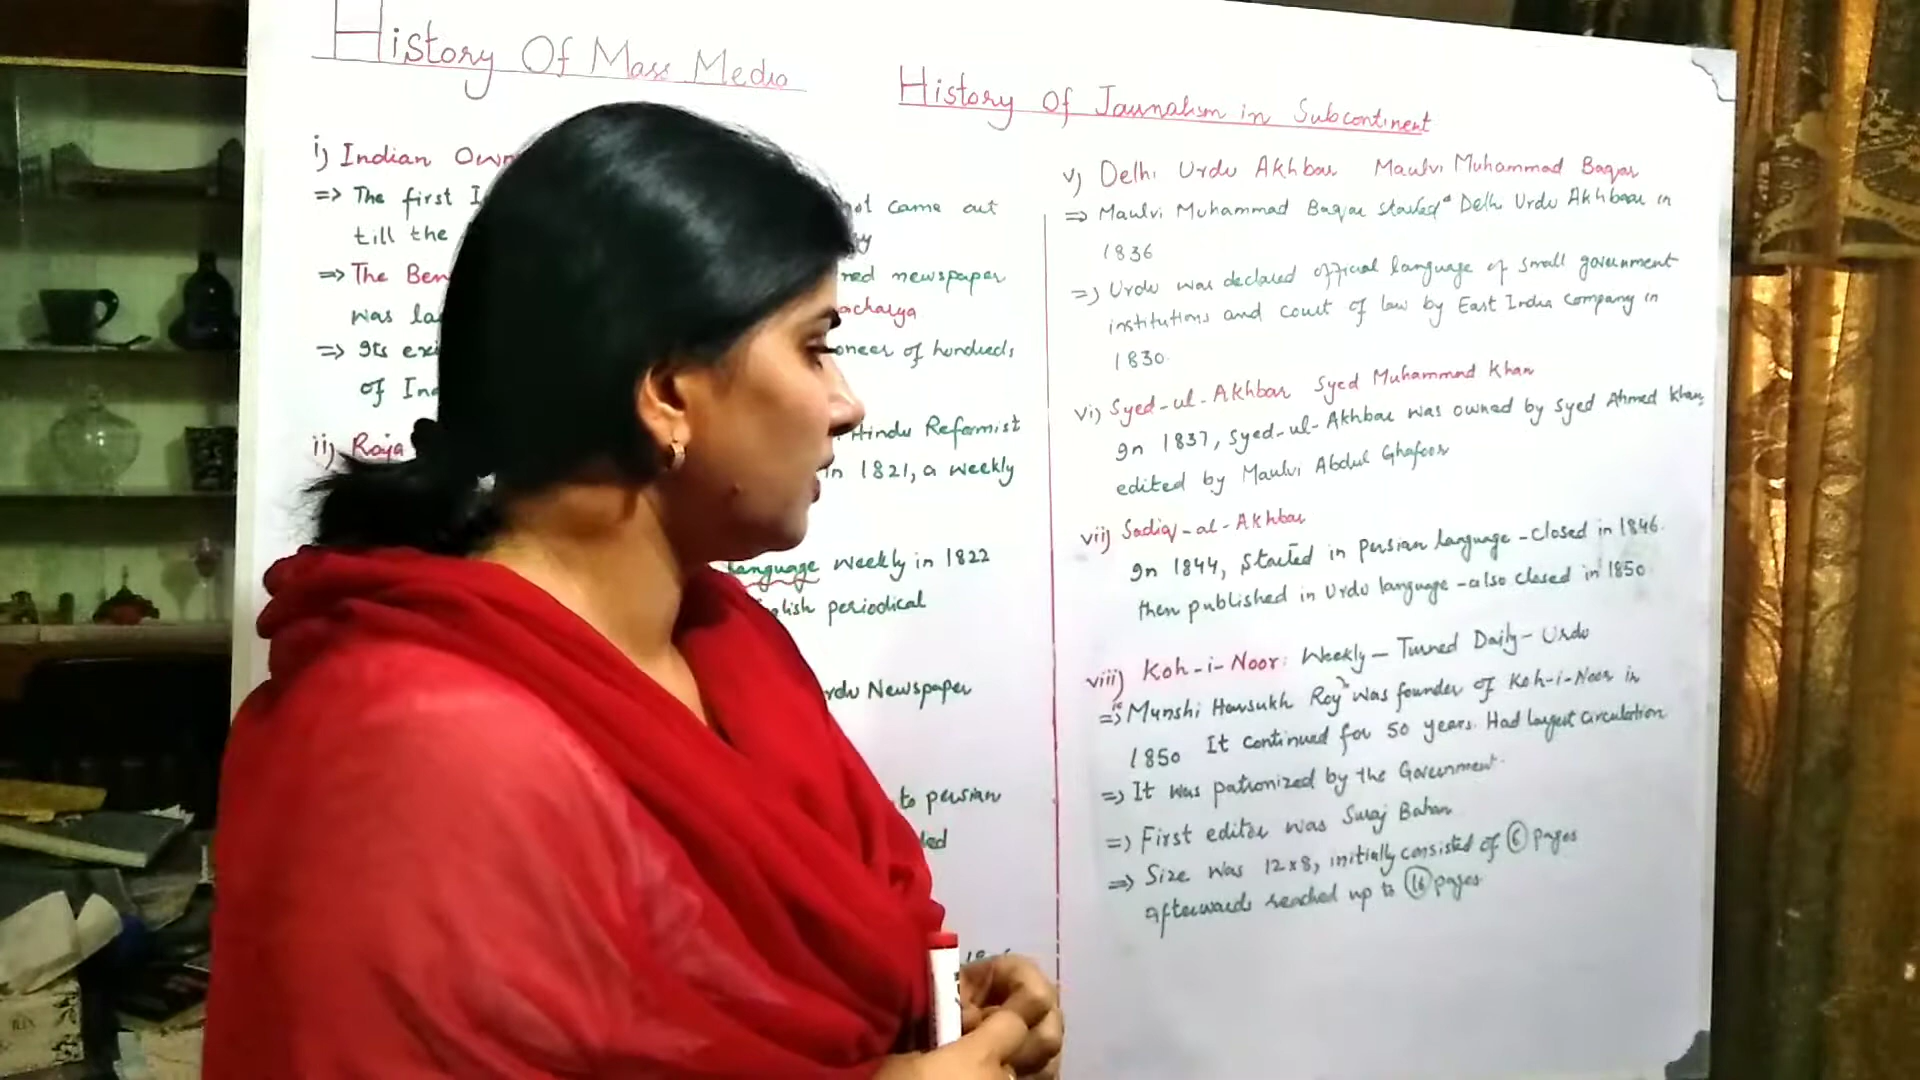 History Of Mass Media
History Of Jaunalism in Subcontinent
i) Indian Own
=> The first I
not came out
till the
=> The Ben
red newspaper
was la
acharya
=> Its exi
oneer of hundreds
of Ind
ii) Raja
Hindu Reformist
in 1821, a weekly
language weekly in 1822
glish periodical
rdu Newspaper
to persian
led
v) Delhi Urdu Akhbar Maulvi Muhammad Baqar
=> Maulvi Muhammad Baqar started Delhi Urdu Akhbaar in
1836
=> Urdu was declared official language of small government
institutions and court of law by East India Company in
1830.
vi) Syed-ul-Akhbar Syed Muhammad Khan
In 1837, Syed-ul-Akhbar was owned by Syed Ahmed Khan,
edited by Maulvi Abdul Ghafoor
vii) Sadiq-al-Akhbar
In 1844, Started in persian language - closed in 1846.
then published in Urdu language - also closed in 1850
viii) Koh-i-Noor: Weekly - Turned Daily - Urdu
=> Munshi Harsukh Roy was founder of Koh-i-Noor in
1850 It continued for 50 years. Had largest circulation
=> It was patronized by the Government.
=> First editor was Suraj Bahan
=> Size was 12x8, initially consisted of 6 pages
afterwards reached up to 16 pages.